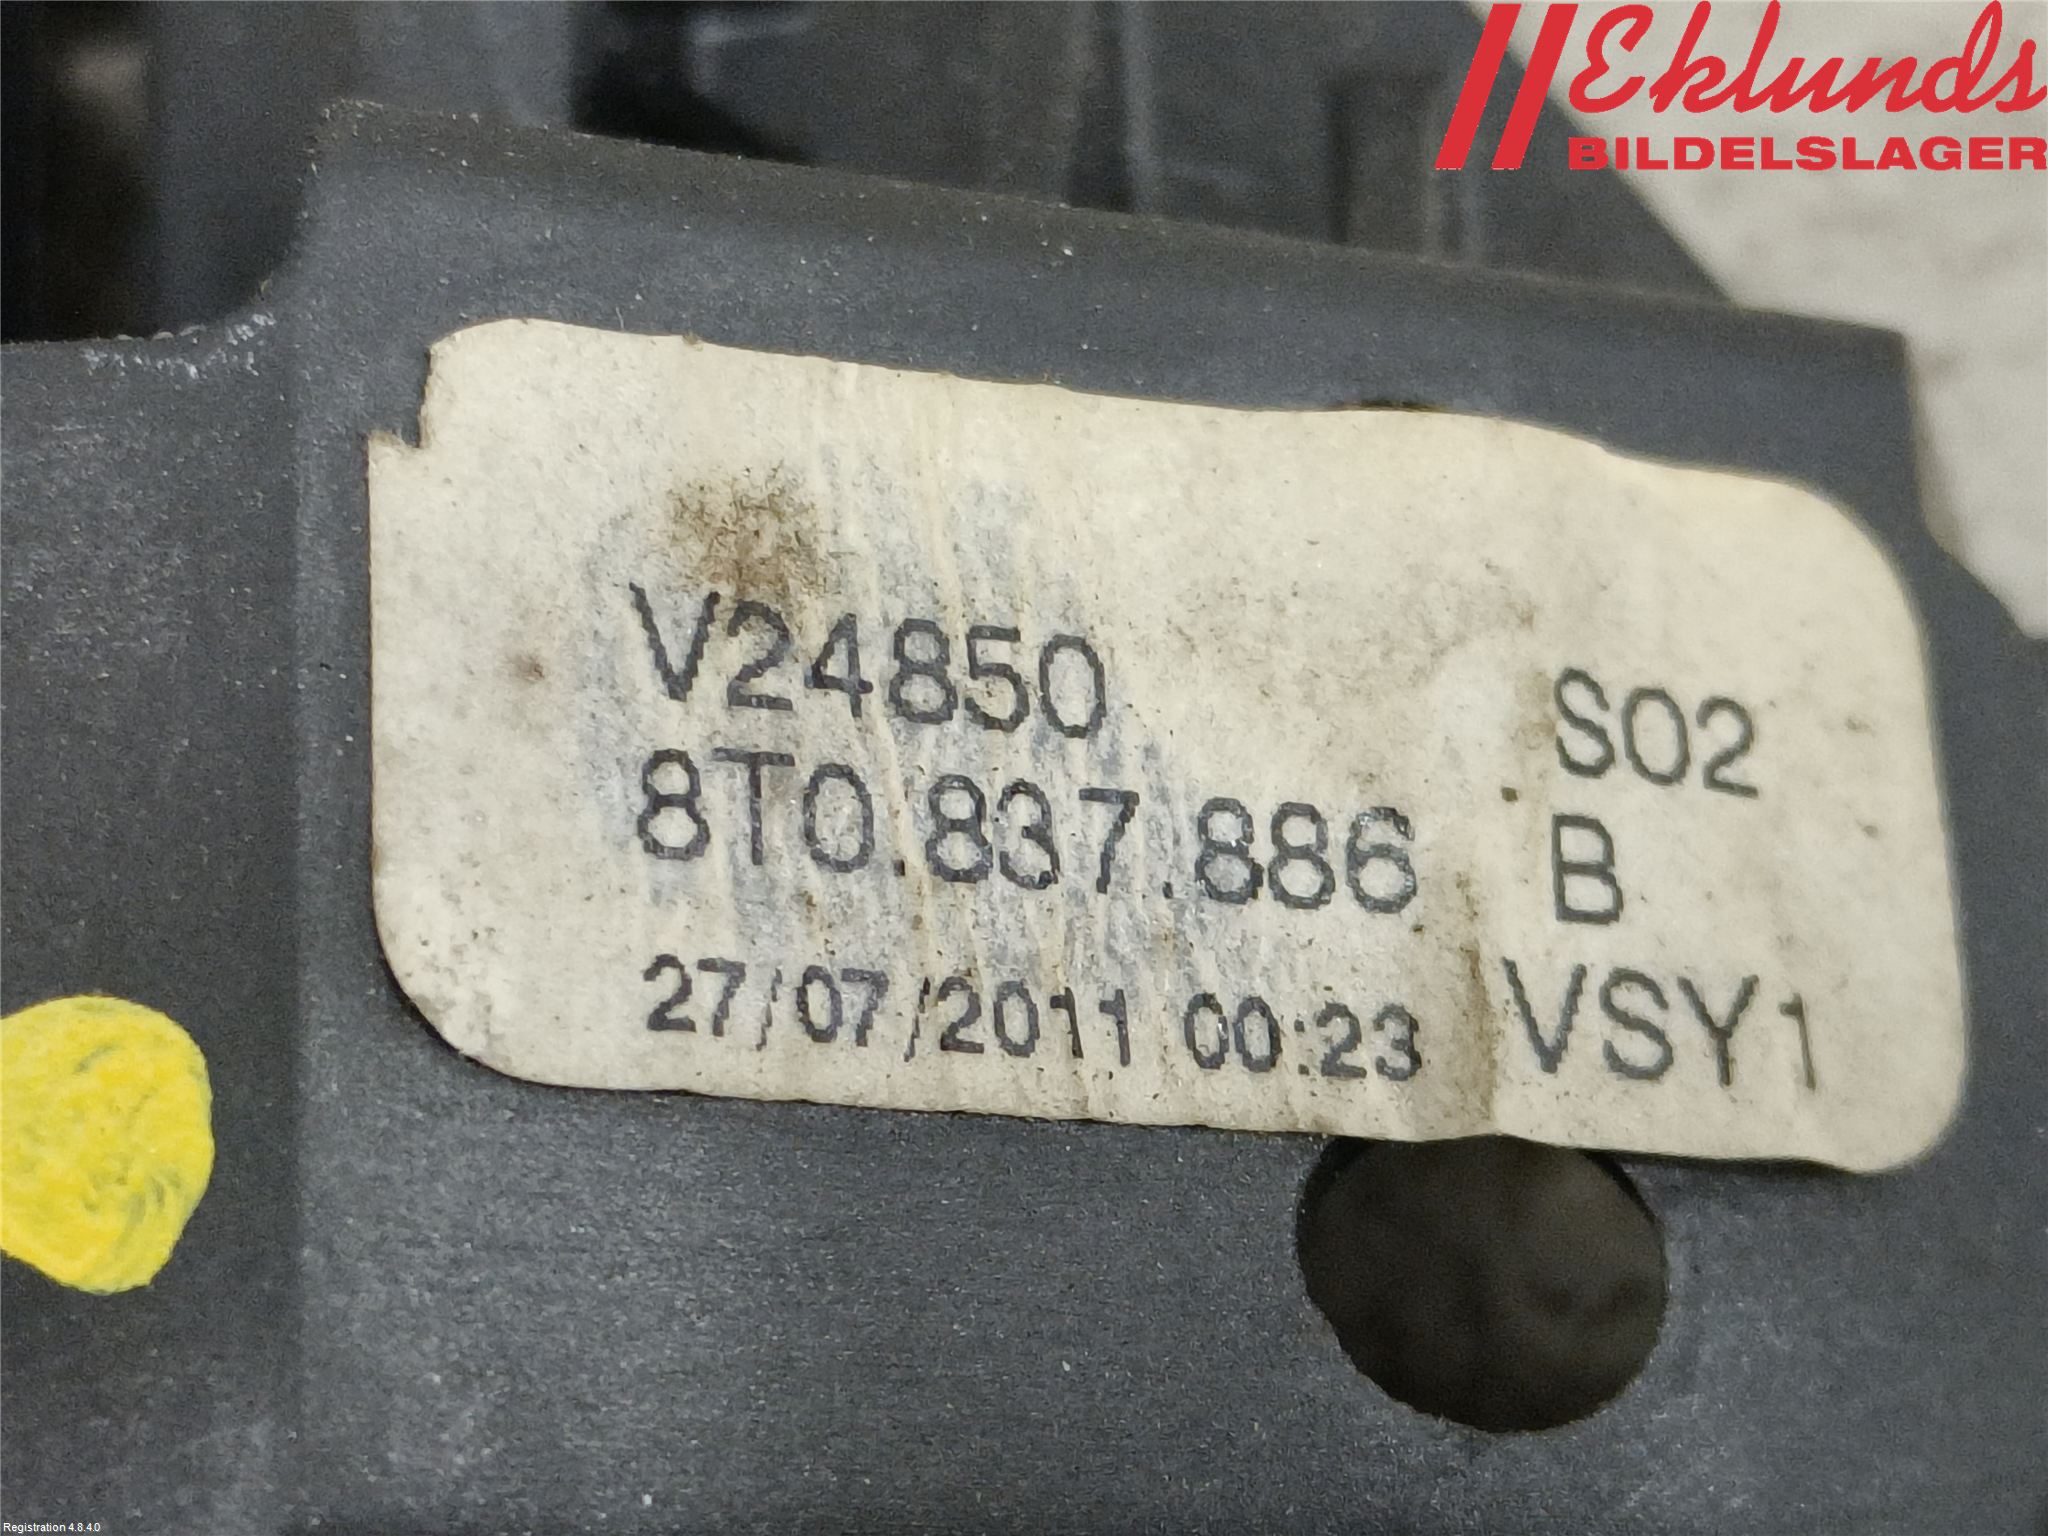 Eklunds
BILDELSLAGER
V24850 S02
8T0.837.886 B
27/07/2011 00:23 VSY1
Registration 4.8.4.0